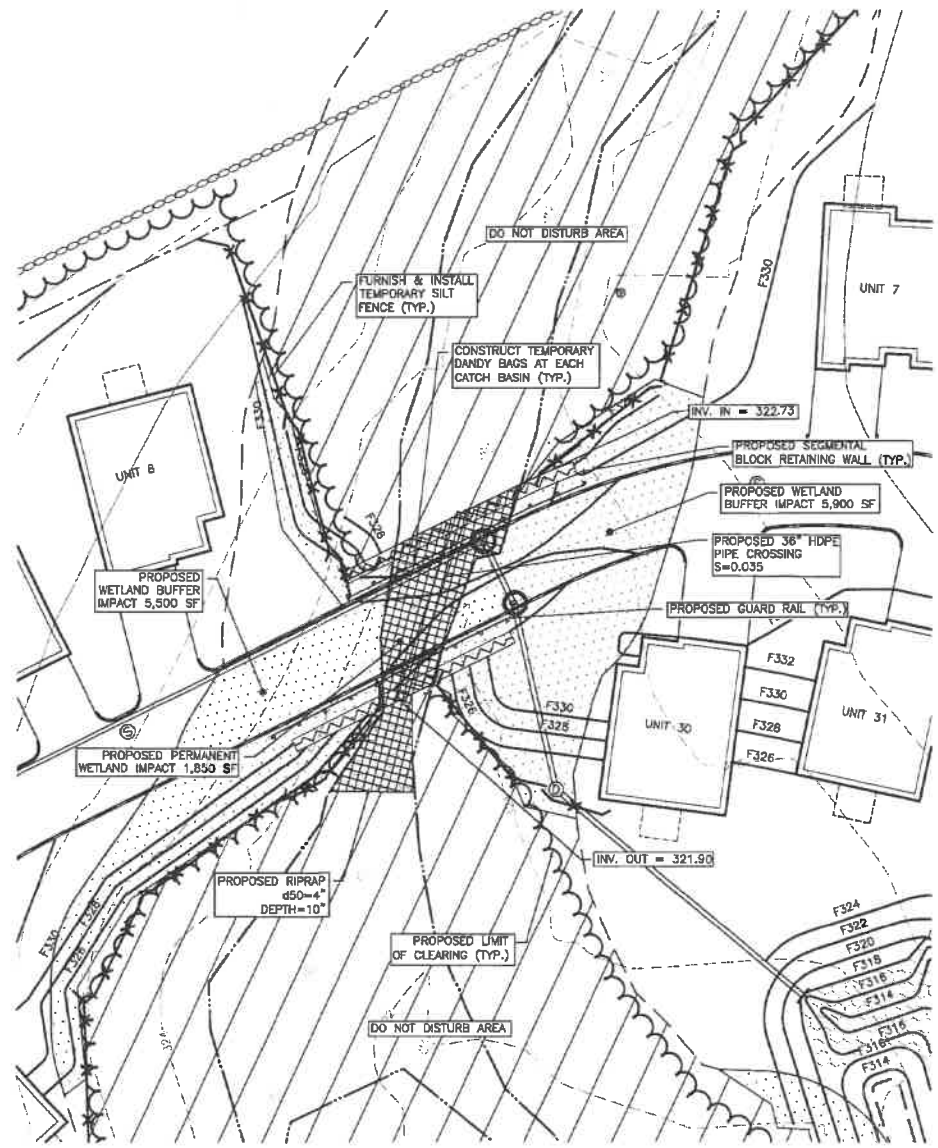 DO NOT DISTURB AREA
FURNISH & INSTALL
TEMPORARY SILT
FENCE (TYP.)
F330
UNIT 7
CONSTRUCT TEMPORARY
DANDY BAGS AT EACH
CATCH BASIN (TYP.)
INV. IN = 322.73
F330
UNIT 8
PROPOSED SEGMENTAL
BLOCK RETAINING WALL (TYP.)
PROPOSED WETLAND
BUFFER IMPACT 5,900 SF
F328
PROPOSED 36" HDPE
PIPE CROSSING
S=0.035
PROPOSED
WETLAND BUFFER
IMPACT 5,500 SF
PROPOSED GUARD RAIL (TYP.)
F332
F330
F328
F326
F326
F330
F328
UNIT 30
UNIT 31
S
PROPOSED PERMANENT
WETLAND IMPACT 1,850 SF
D
INV. OUT = 321.90
PROPOSED RIPRAP
d50=4"
DEPTH=10"
F330
F328
F326
PROPOSED LIMIT
OF CLEARING (TYP.)
F324
F322
F320
F318
F316
F314
F316
F316
F314
DO NOT DISTURB AREA
324